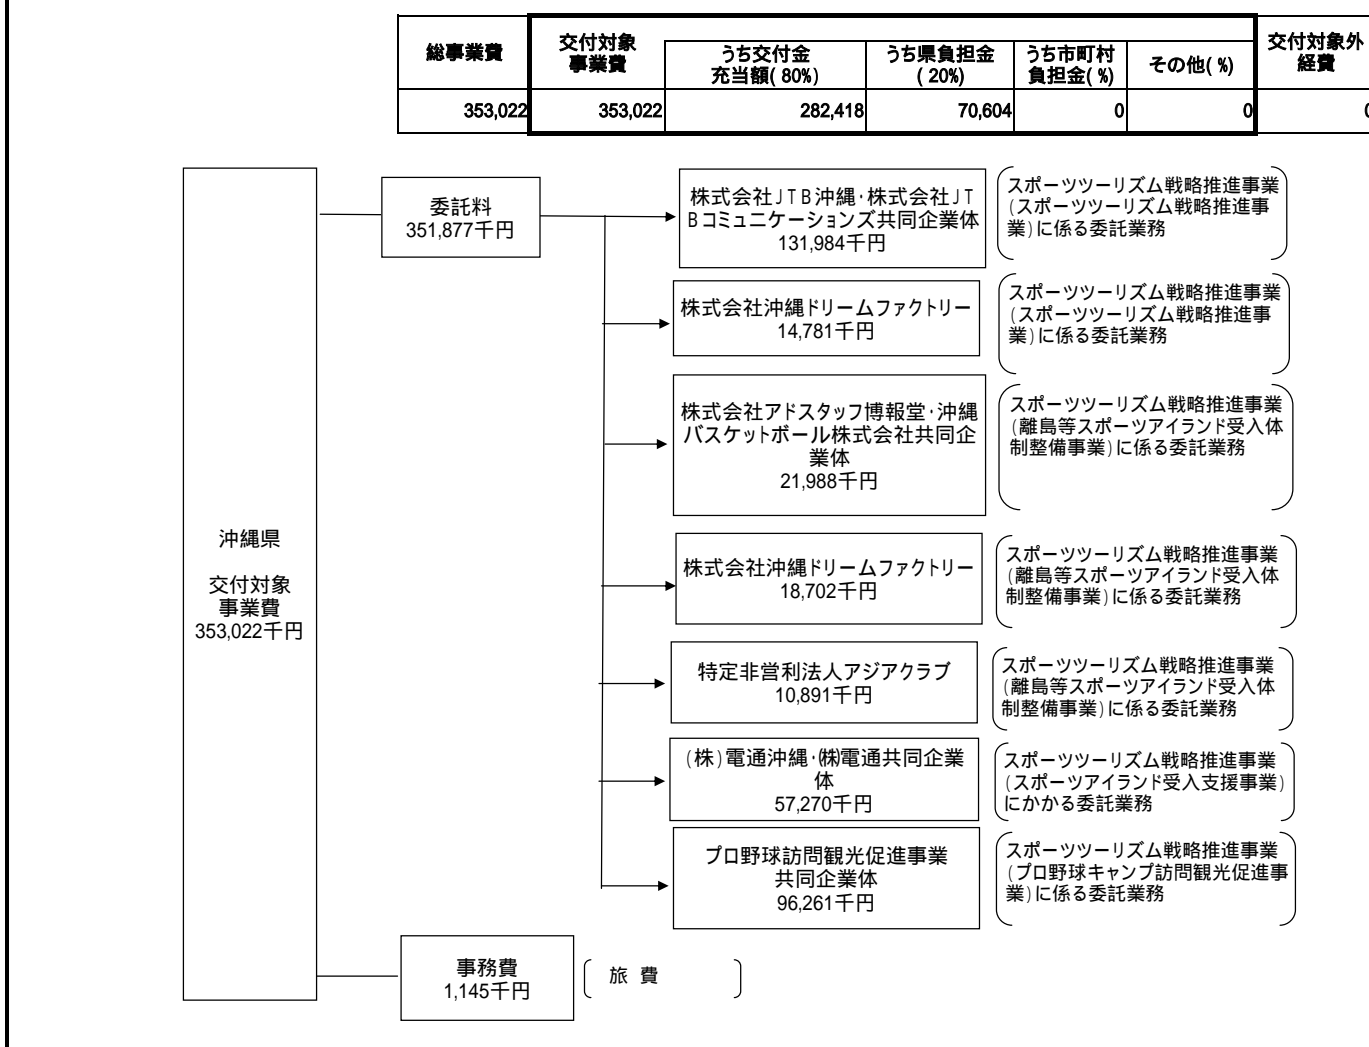 総事業費
交付対象
事業費
うち交付金
充当額( 80%)
うち県負担金
( 20%)
うち市町村
負担金( %)
その他( %)
交付対象外
経費
353,022
353,022
282,418
70,604
0
0
0
沖縄県
交付対象
事業費
353,022千円
委託料
351,877千円
株式会社JTB沖縄・株式会社JT
Bコミュニケーションズ共同企業体
131,984千円
スポーツツーリズム戦略推進事業
(スポーツツーリズム戦略推進事
業)に係る委託業務
株式会社沖縄ドリームファクトリー
14,781千円
スポーツツーリズム戦略推進事業
(スポーツツーリズム戦略推進事
業)に係る委託業務
株式会社アドスタッフ博報堂・沖縄
バスケットボール株式会社共同企
業体
21,988千円
スポーツツーリズム戦略推進事業
(離島等スポーツアイランド受入体
制整備事業)に係る委託業務
株式会社沖縄ドリームファクトリー
18,702千円
スポーツツーリズム戦略推進事業
(離島等スポーツアイランド受入体
制整備事業)に係る委託業務
特定非営利法人アジアクラブ
10,891千円
スポーツツーリズム戦略推進事業
(離島等スポーツアイランド受入体
制整備事業)に係る委託業務
(株)電通沖縄・㈱電通共同企業
体
57,270千円
スポーツツーリズム戦略推進事業
(スポーツアイランド受入支援事業)
にかかる委託業務
プロ野球訪問観光促進事業
共同企業体
96,261千円
スポーツツーリズム戦略推進事業
(プロ野球キャンプ訪問観光促進事
業)に係る委託業務
事務費
1,145千円
旅 費